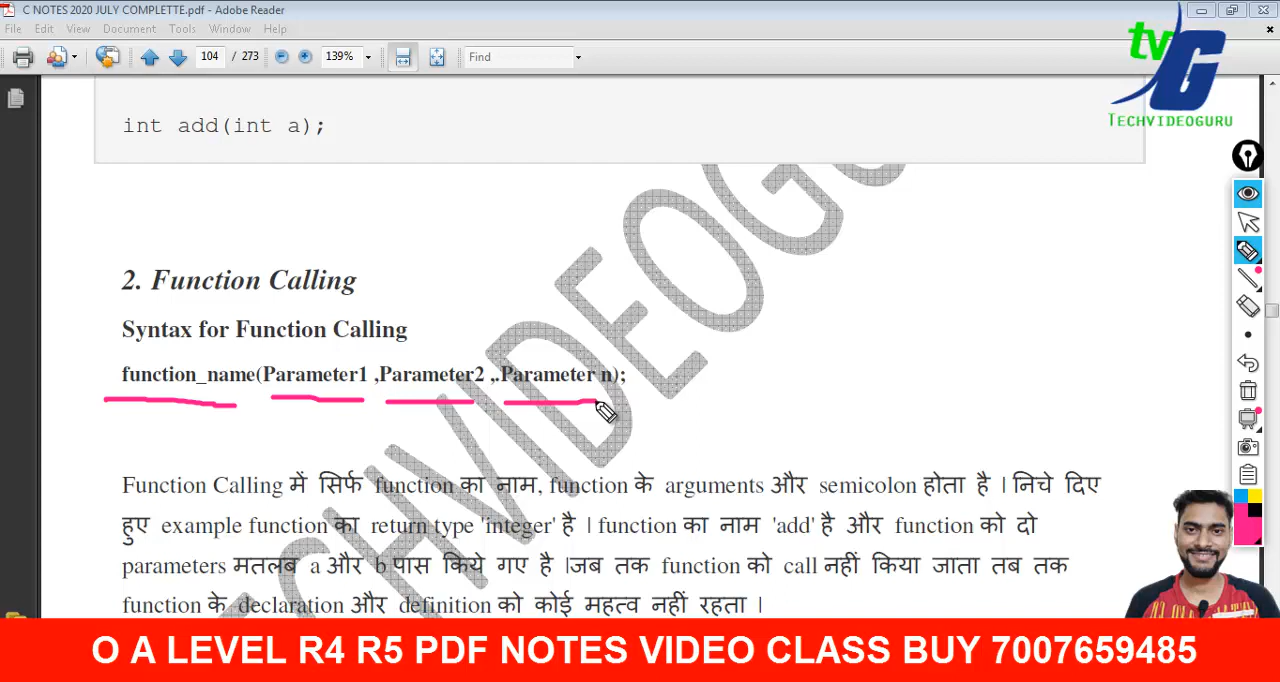 C NOTES 2020 JULY COMPLETTE.pdf - Adobe Reader
File Edit View Document Tools Window Help
104 / 273 139% Find
tv G
TECHVIDEOGURU
int add(int a);
2. Function Calling
Syntax for Function Calling
function_name(Parameter1 ,Parameter2 ,.Parameter n);
Function Calling में सिर्फ function का नाम, function के arguments और semicolon होता है | निचे दिए
हुए example function का return type 'integer' है | function का नाम 'add' है और function को दो
parameters मतलब a और b पास किये गए है |जब तक function को call नहीं किया जाता तब तक
function के declaration और definition को कोई महत्व नहीं रहता |
TECHVIDEOGU
O A LEVEL R4 R5 PDF NOTES VIDEO CLASS BUY 7007659485